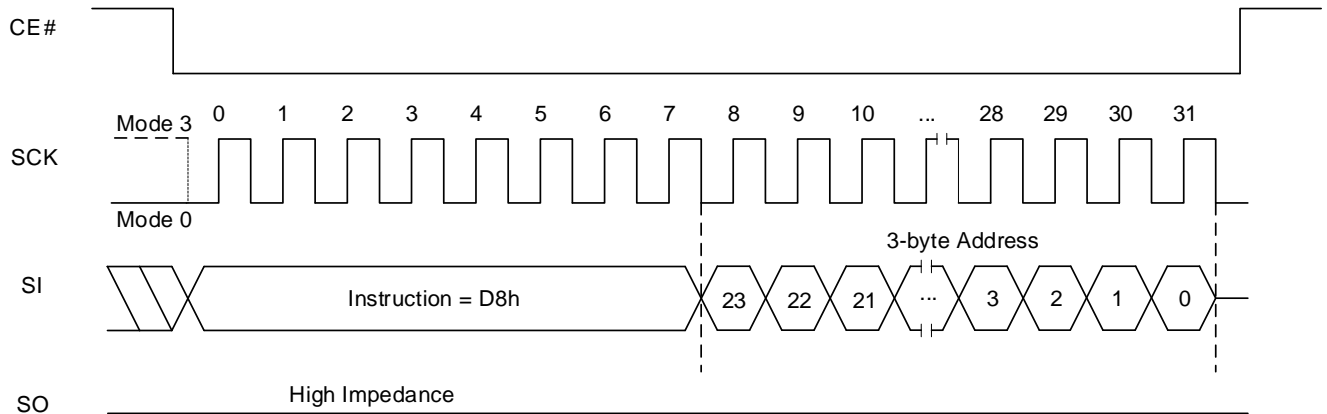 CE#
0 1 2 3 4 5 6 7 8 9 10 ... 28 29 30 31
Mode 3
SCK
Mode 0
3-byte Address
SI
Instruction = D8h 23 22 21 ... 3 2 1 0
High Impedance
SO